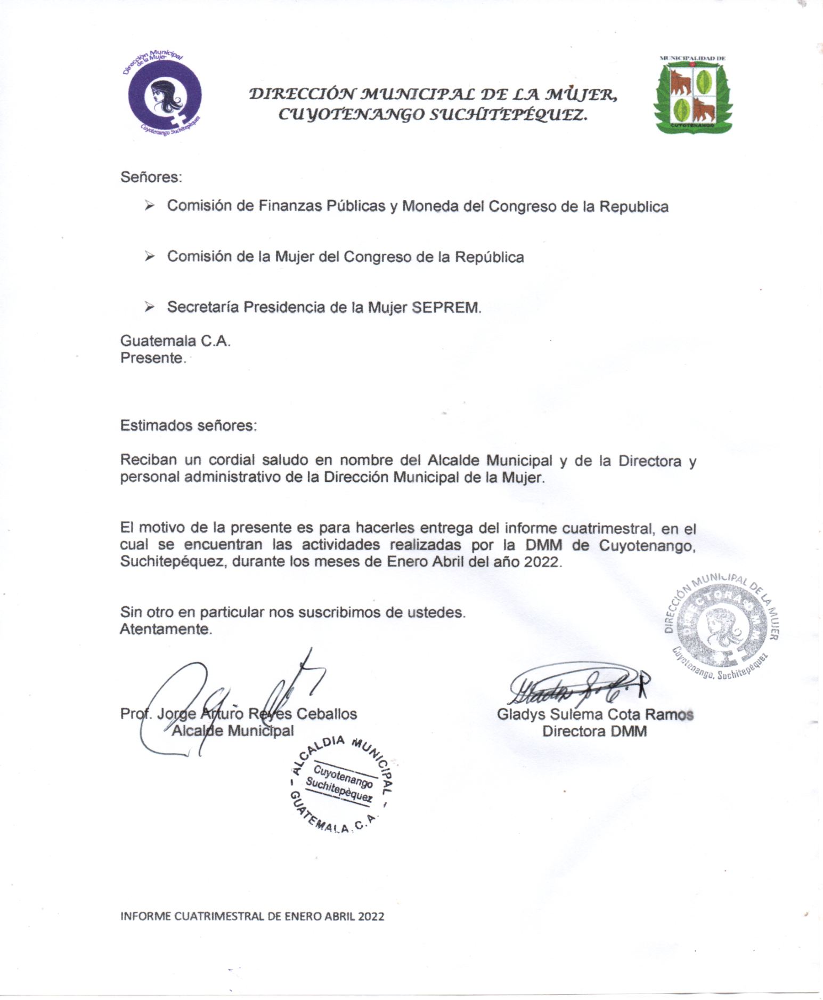 Dirección Municipal
de la Mujer
Cuyotenango Suchitepéquez
DIRECCIÓN MUNICIPAL DE LA MUJER,
CUYOTENANGO SUCHITEPÉQUEZ.
MUNICIPALIDAD DE
CUYOTENANGO
Señores:
➢ Comisión de Finanzas Públicas y Moneda del Congreso de la Republica
➢ Comisión de la Mujer del Congreso de la República
➢ Secretaría Presidencia de la Mujer SEPREM.
Guatemala C.A.
Presente.
Estimados señores:
Reciban un cordial saludo en nombre del Alcalde Municipal y de la Directora y
personal administrativo de la Dirección Municipal de la Mujer.
El motivo de la presente es para hacerles entrega del informe cuatrimestral, en el
cual se encuentran las actividades realizadas por la DMM de Cuyotenango,
Suchitepéquez, durante los meses de Enero Abril del año 2022.
Sin otro en particular nos suscribimos de ustedes.
Atentamente.
DIRECCIÓN MUNICIPAL DE LA MUJER
DIRECTORA DMM
Cuyotenango, Suchitepéquez
Gladys S. C. R
Prof. Jorge Arturo Reyes Ceballos
Alcalde Municipal
Gladys Sulema Cota Ramos
Directora DMM
ALCALDIA MUNICIPAL
Cuyotenango
Suchitepèquez
GUATEMALA, C.A.
INFORME CUATRIMESTRAL DE ENERO ABRIL 2022